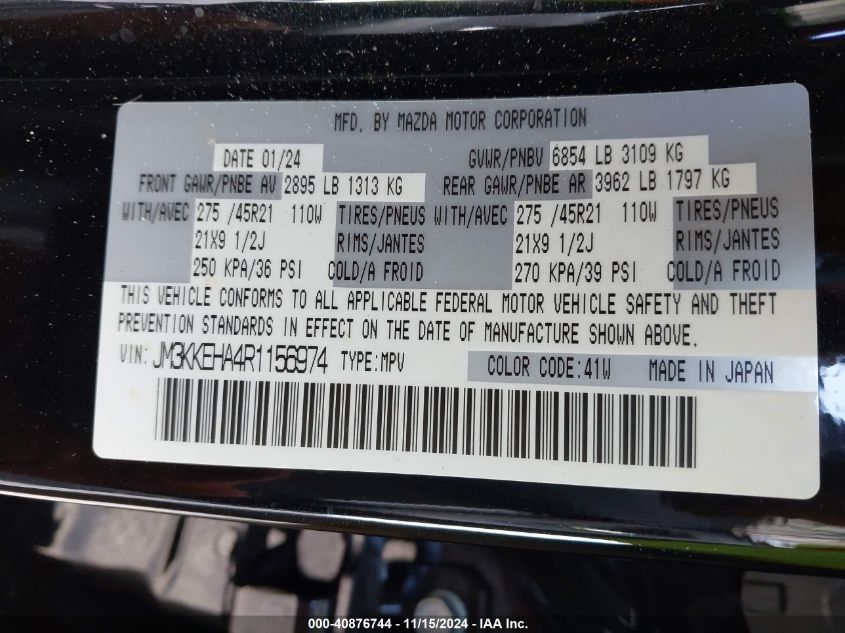 MFD. BY MAZDA MOTOR CORPORATION
DATE 01/24 GVWR/PNBV 6854 LB 3109 KG
FRONT GAWR/PNBE AV 2895 LB 1313 KG REAR GAWR/PNBE AR 3962 LB 1797 KG
WITH/AVEC 275 /45R21 110W TIRES/PNEUS WITH/AVEC 275 /45R21 110W TIRES/PNEUS
21X9 1/2J RIMS/JANTES 21X9 1/2J RIMS/JANTES
250 KPA/36 PSI COLD/A FROID 270 KPA/39 PSI COLD/A FROID
THIS VEHICLE CONFORMS TO ALL APPLICABLE FEDERAL MOTOR VEHICLE SAFETY AND THEFT
PREVENTION STANDARDS IN EFFECT ON THE DATE OF MANUFACTURE SHOWN ABOVE.
VIN: JM3KKEHA4R1156974 TYPE:MPV COLOR CODE:41W MADE IN JAPAN
000-40876744 - 11/15/2024 - IAA Inc.